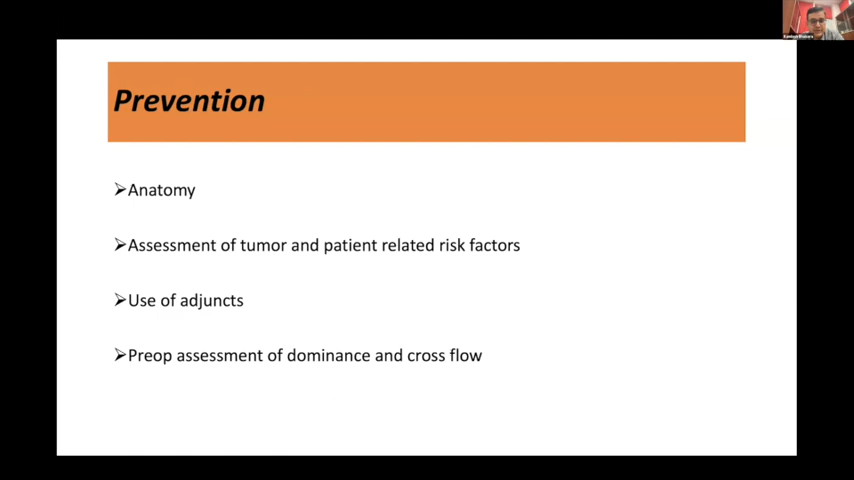 Prevention
➢Anatomy
➢Assessment of tumor and patient related risk factors
➢Use of adjuncts
➢Preop assessment of dominance and cross flow